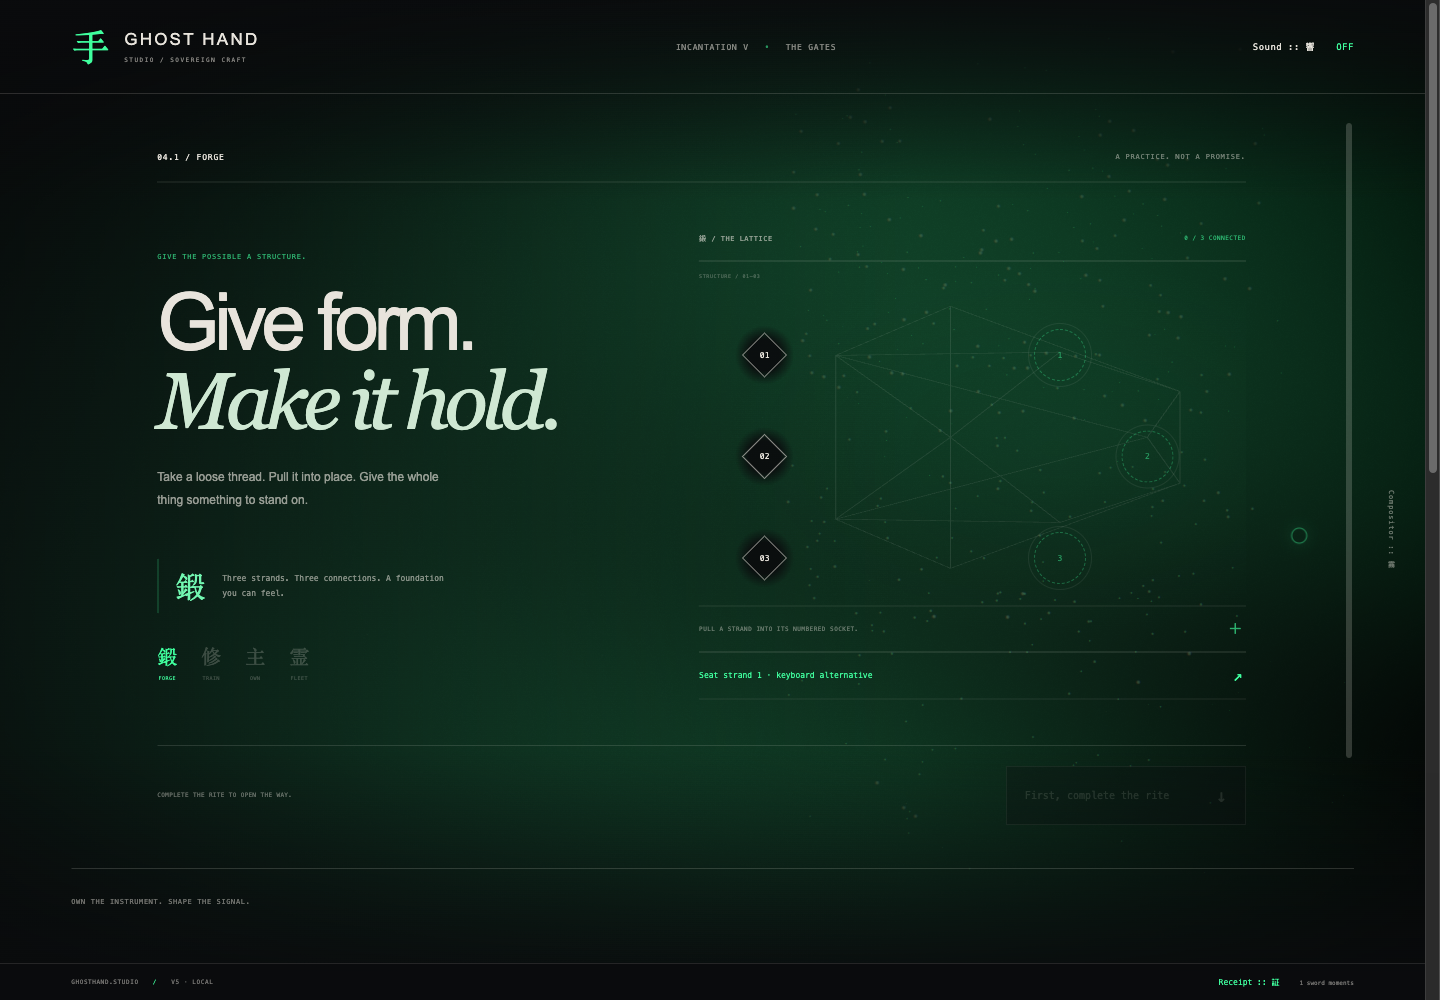 手
GHOST HAND
STUDIO / SOVEREIGN CRAFT
INCANTATION V • THE GATES
Sound :: 響 OFF
04.1 / FORGE
A PRACTICE. NOT A PROMISE.
GIVE THE POSSIBLE A STRUCTURE.
Give form.
Make it hold.
Take a loose thread. Pull it into place. Give the whole
thing something to stand on.
鍛
Three strands. Three connections. A foundation
you can feel.
鍛 修 主 霊
FORGE TRAIN OWN FLEET
鍛 / THE LATTICE
0 / 3 CONNECTED
STRUCTURE / 01—03
01
1
02
2
03
3
PULL A STRAND INTO ITS NUMBERED SOCKET.
+
Seat strand 1 · keyboard alternative ↗
Compositor ::
COMPLETE THE RITE TO OPEN THE WAY.
First, complete the rite ↓
OWN THE INSTRUMENT. SHAPE THE SIGNAL.
GHOSTHAND.STUDIO / V5 · LOCAL
Receipt :: 証
1 sword moments